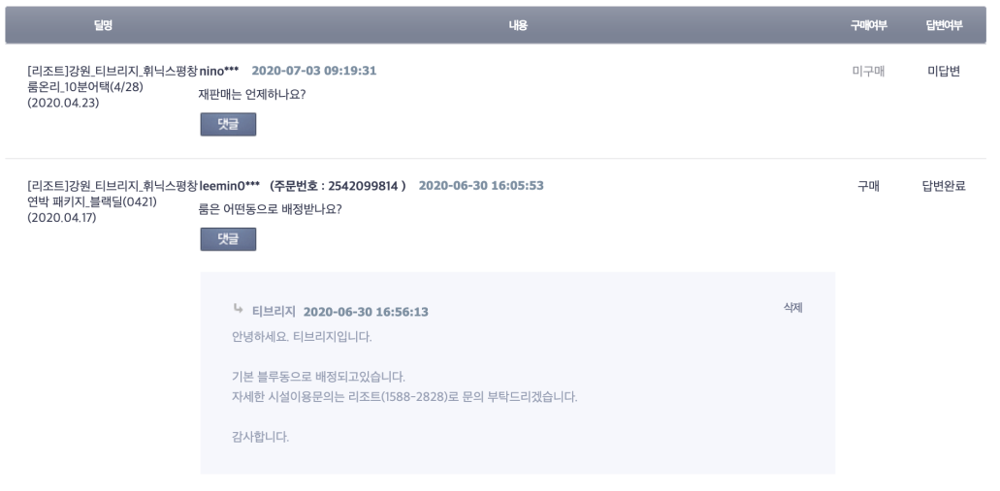 딜명 내용 구매여부 답변여부
[리조트]강원_티브리지_휘닉스평창 nino*** 2020-07-03 09:19:31 미구매 미답변
룸온리_10분어택(4/28) 재판매는 언제하나요?
(2020.04.23)
댓글
[리조트]강원_티브리지_휘닉스평창 leemin0*** (주문번호 : 2542099814 ) 2020-06-30 16:05:53 구매 답변완료
연박 패키지_블랙딜(0421) 룸은 어떤동으로 배정받나요?
(2020.04.17)
댓글
티브리지 2020-06-30 16:56:13 삭제
안녕하세요. 티브리지입니다.
기본 블루동으로 배정되고있습니다.
자세한 시설이용문의는 리조트(1588-2828)로 문의 부탁드리겠습니다.
감사합니다.